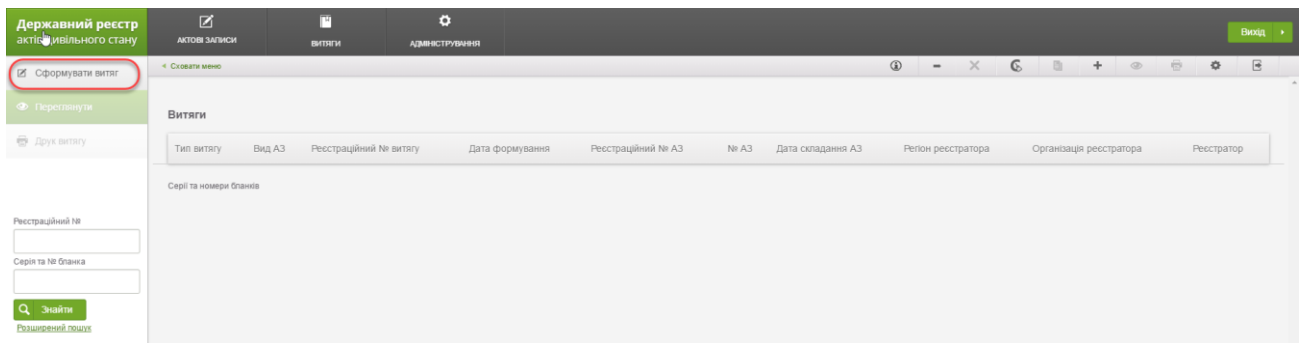 Державний реєстр
актів цивільного стану
АКТОВІ ЗАПИСИ
ВИТЯГИ
АДМІНІСТРУВАННЯ
Вихід
Сформувати витяг
Переглянути
Друк витягу
« Сховати меню
Витяги
Тип витягу Вид АЗ Реєстраційний № витягу Дата формування Реєстраційний № АЗ № АЗ Дата складання АЗ Регіон реєстратора Організація реєстратора Реєстратор
Серії та номери бланків
Реєстраційний №
Серія та № бланка
Знайти
Розширений пошук